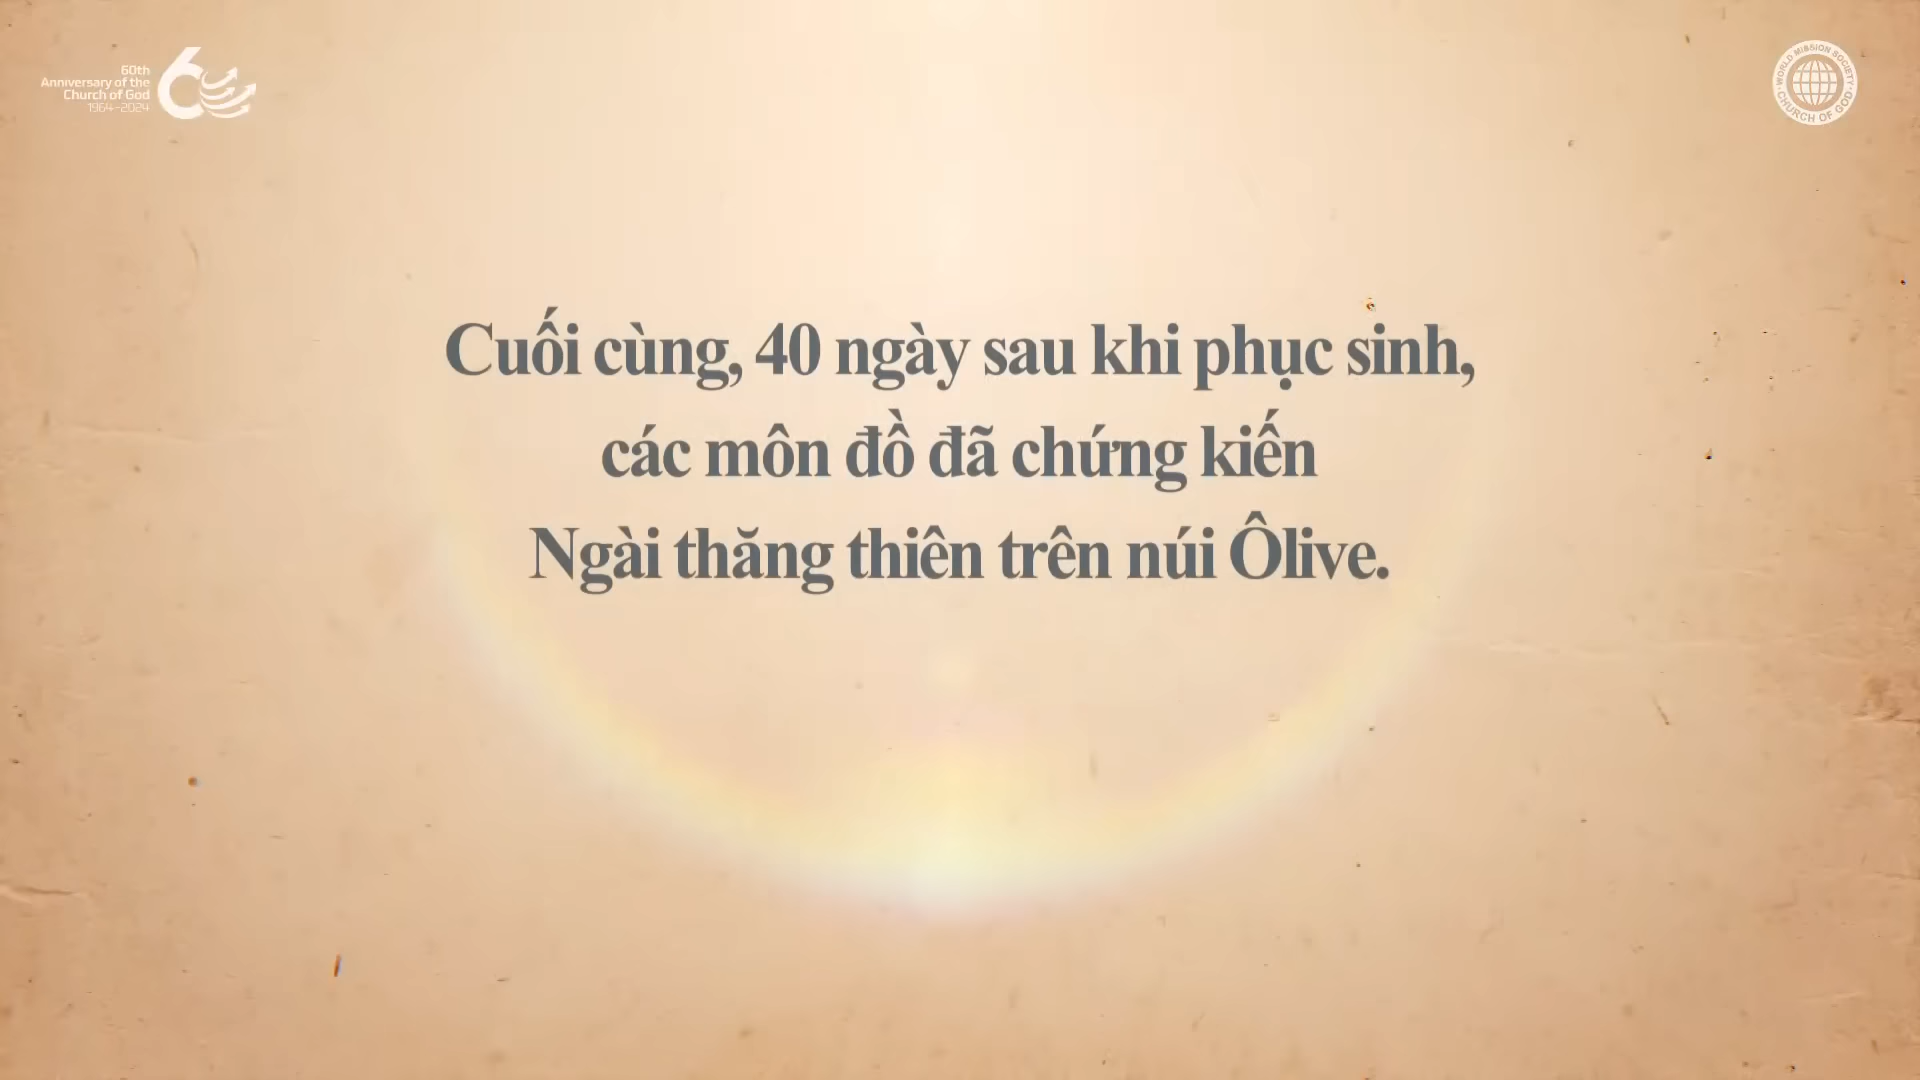 60th
Anniversary of the
Church of God
1964-2024
WORLD MISSION SOCIETY
CHURCH OF GOD
Cuối cùng, 40 ngày sau khi phục sinh,
các môn đồ đã chứng kiến
Ngài thăng thiên trên núi Ôlive.